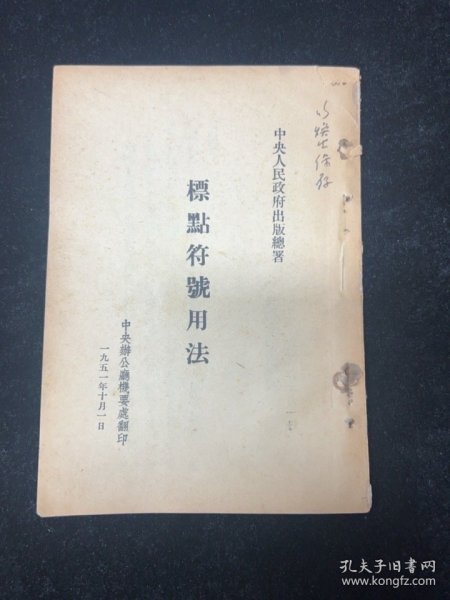 中央人民政府出版總署
標點符號用法
中央辦公廳機要處翻印
一九五一年十月一日
孔夫子旧书网
www.kongfz.com